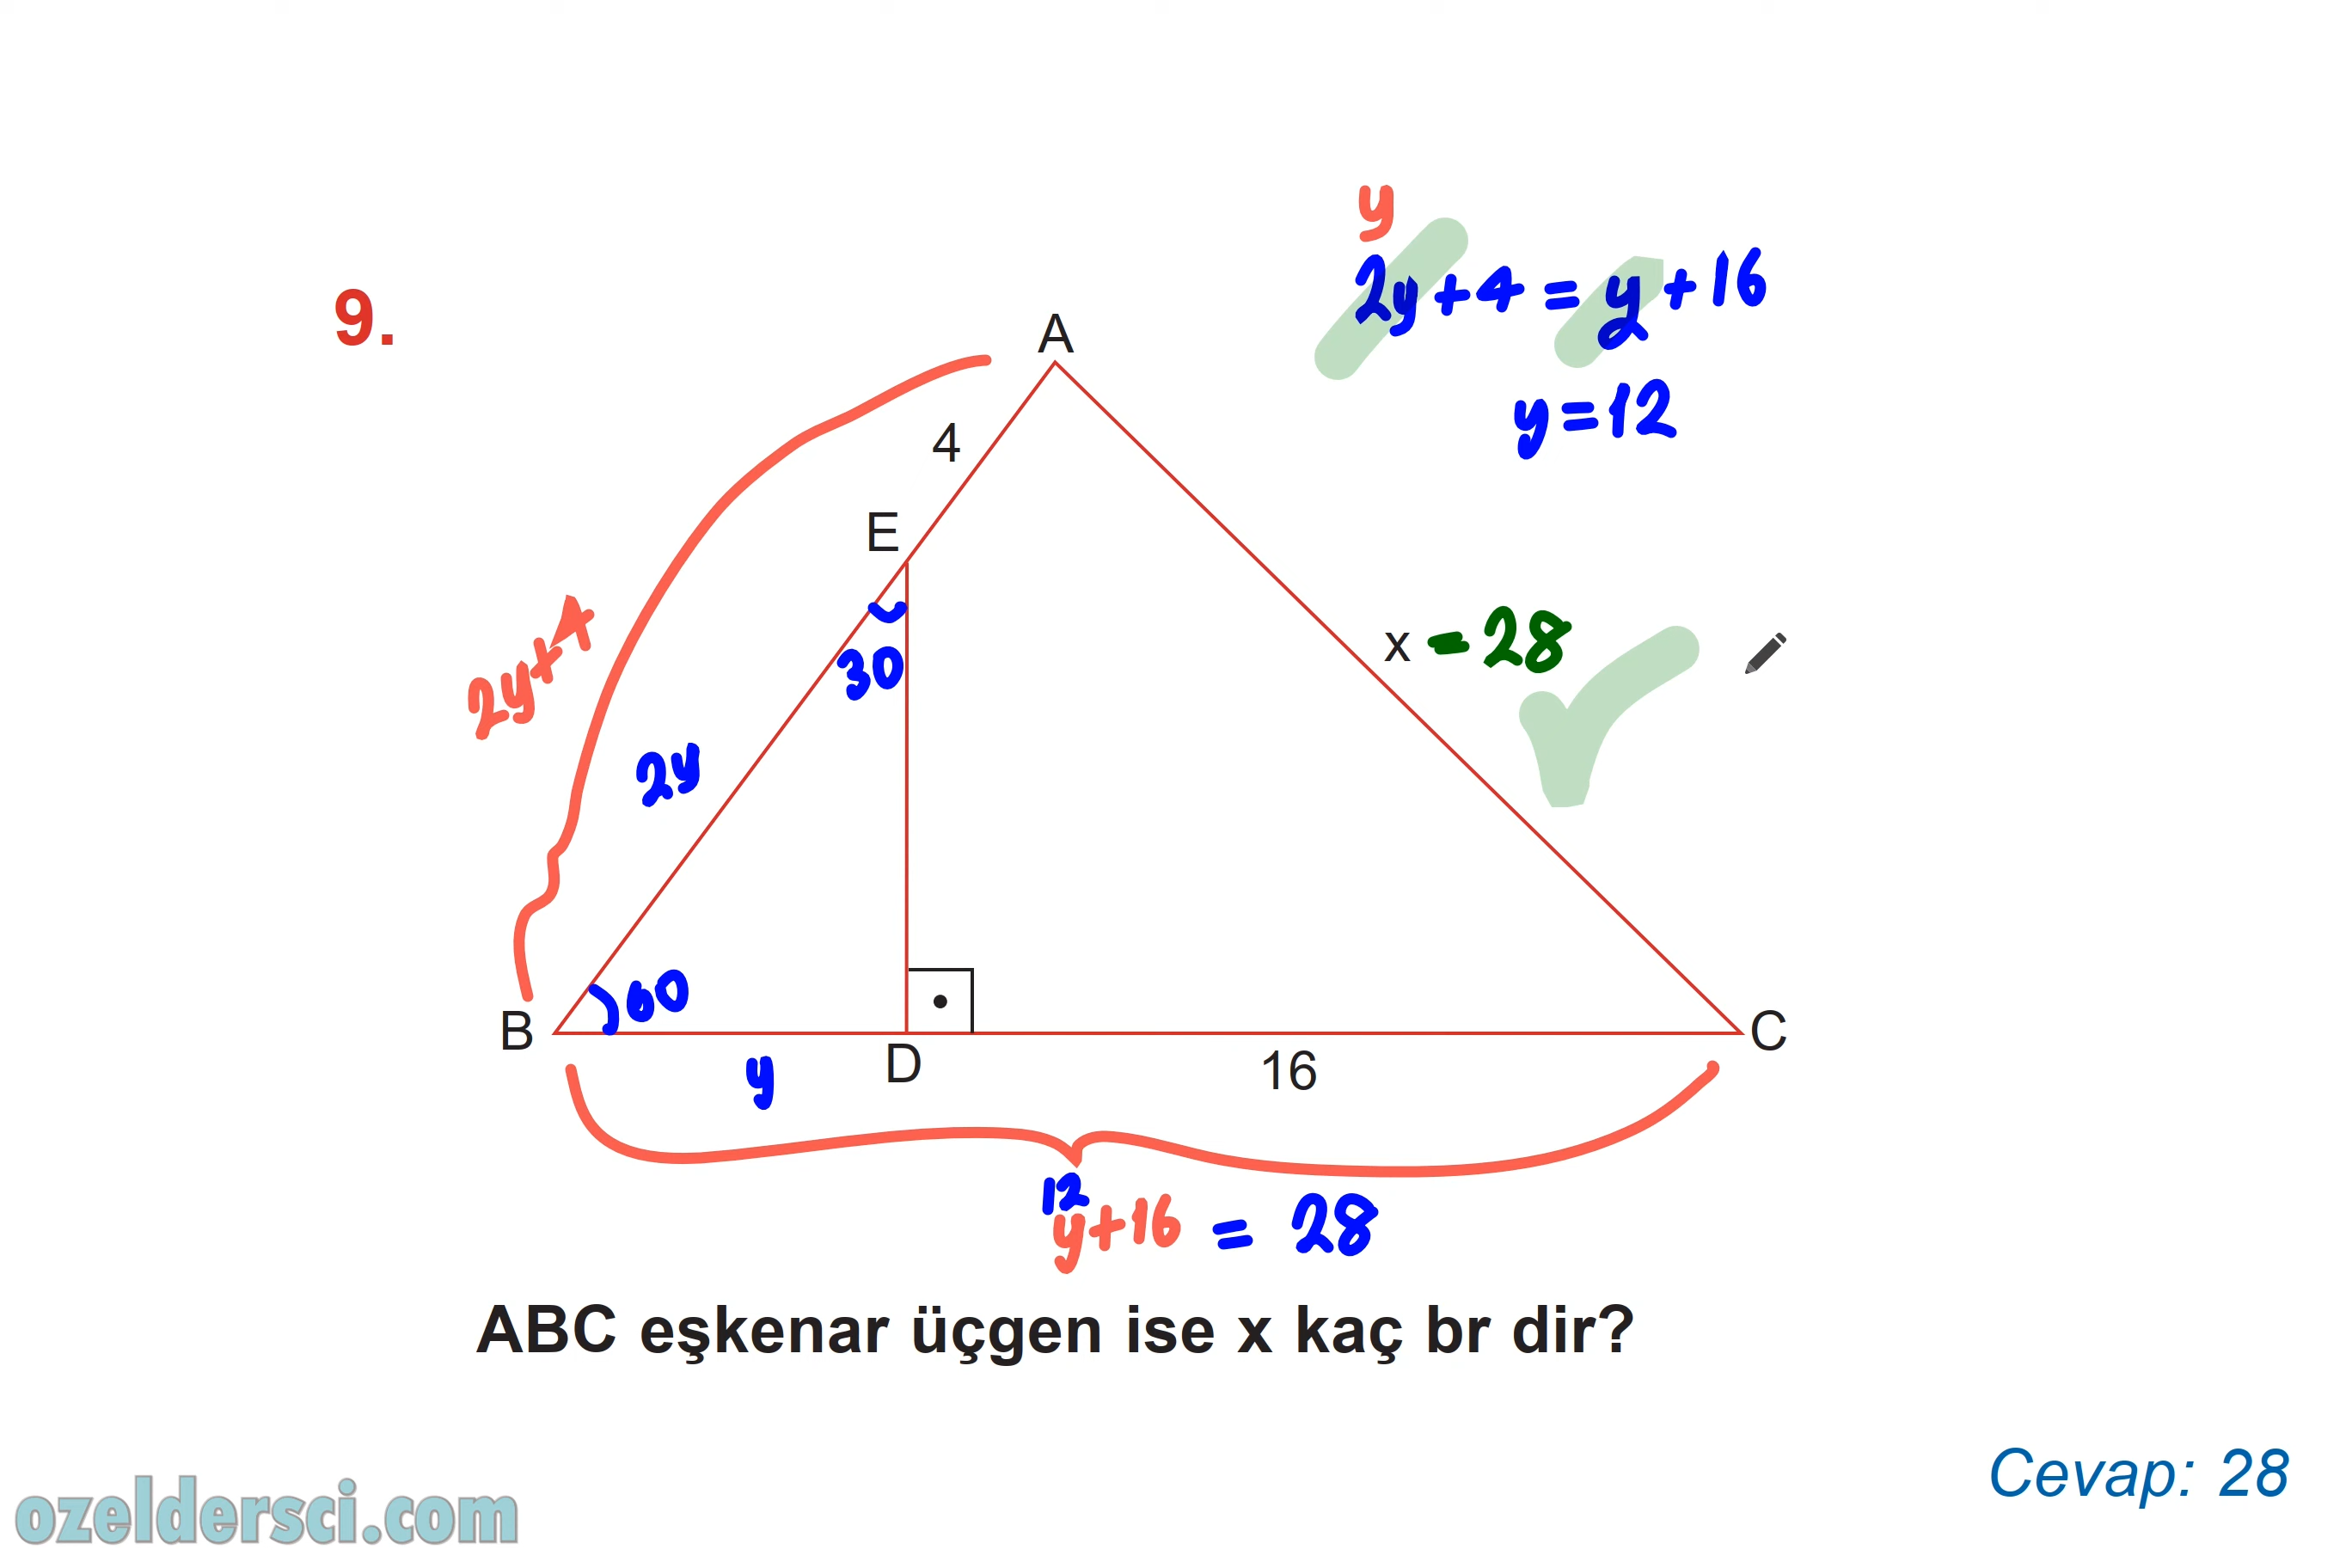 y
2y+4=y+16
9.
A
y=12
4
E
2y+4
x=28
30
2y
60
B
C
D
16
y
12
y+16 = 28
ABC eşkenar üçgen ise x kaç br dir?
Cevap: 28
ozeldersci.com